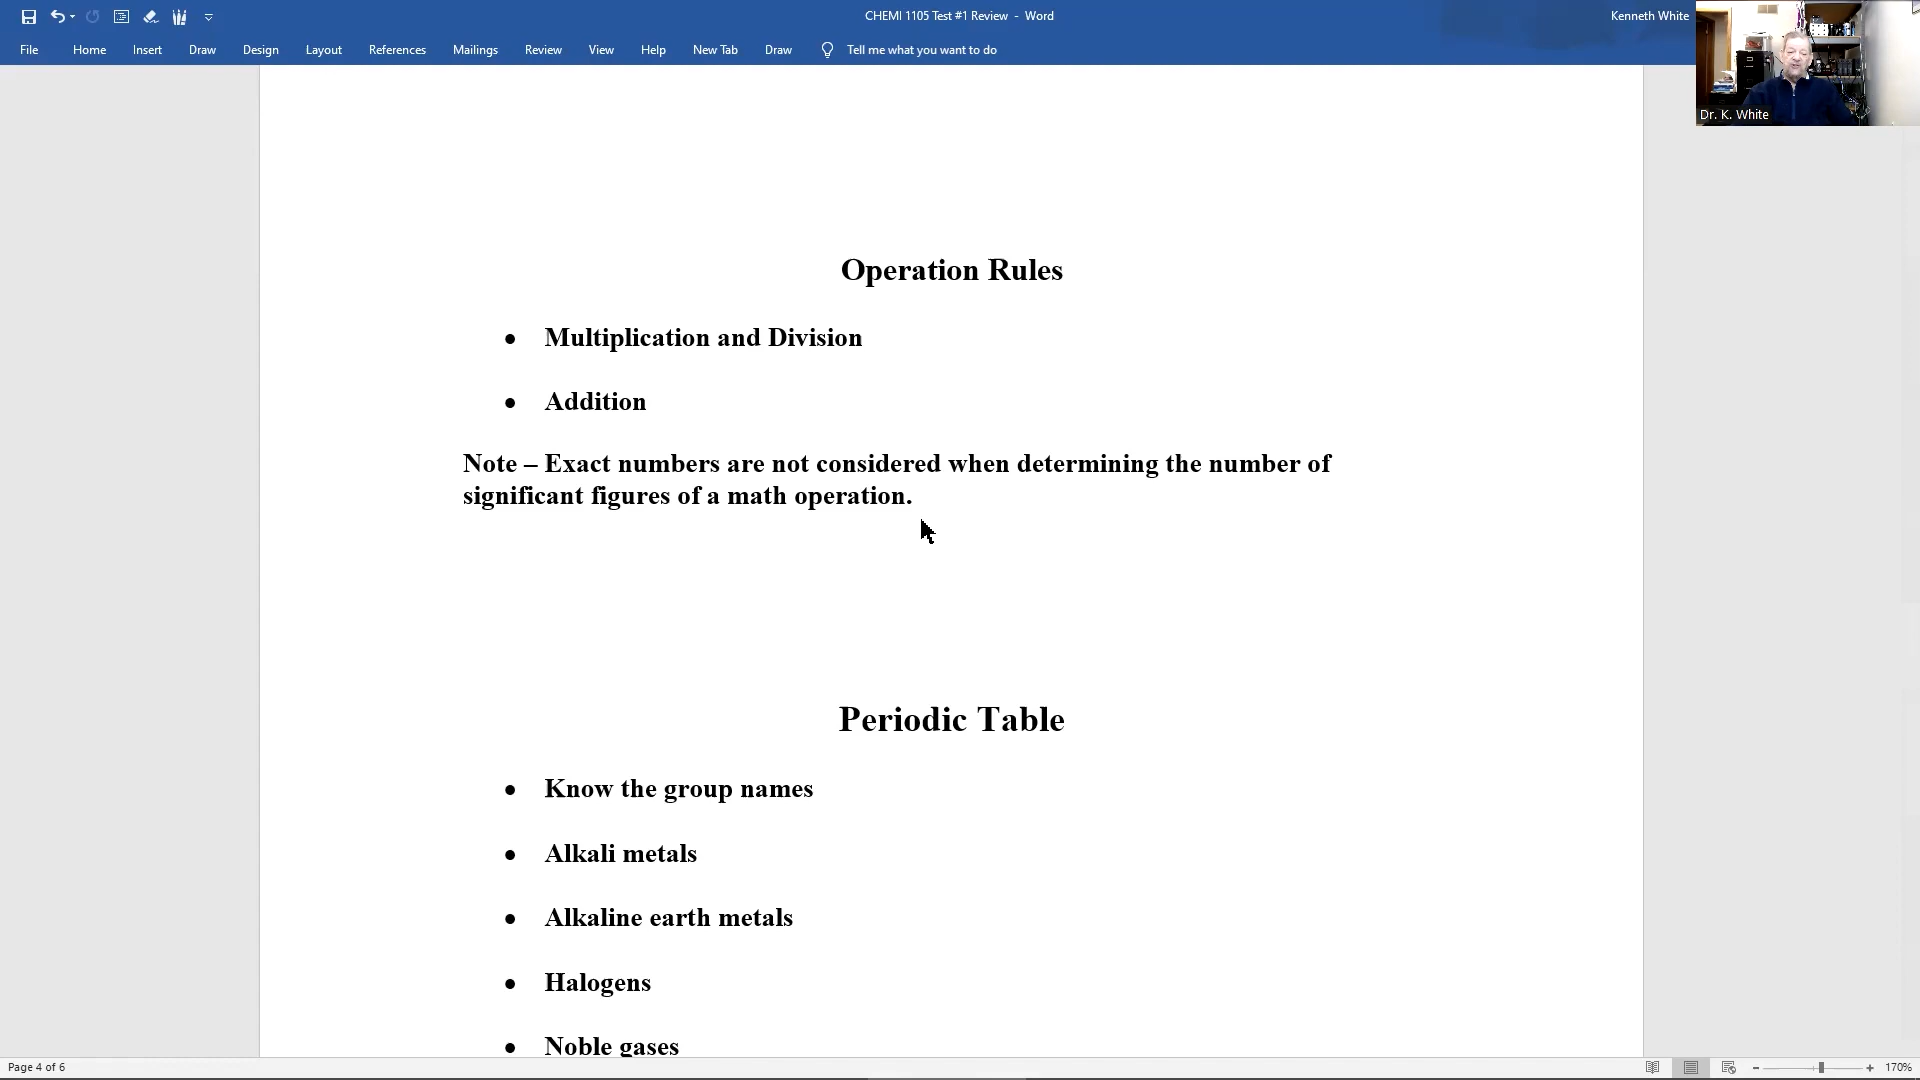 CHEMI 1105 Test #1 Review - Word
Kenneth White
File Home Insert Draw Design Layout References Mailings Review View Help New Tab Draw Tell me what you want to do
Dr. K. White
Operation Rules
• Multiplication and Division
• Addition
Note – Exact numbers are not considered when determining the number of
significant figures of a math operation.
Periodic Table
• Know the group names
• Alkali metals
• Alkaline earth metals
• Halogens
• Noble gases
Page 4 of 6
170%